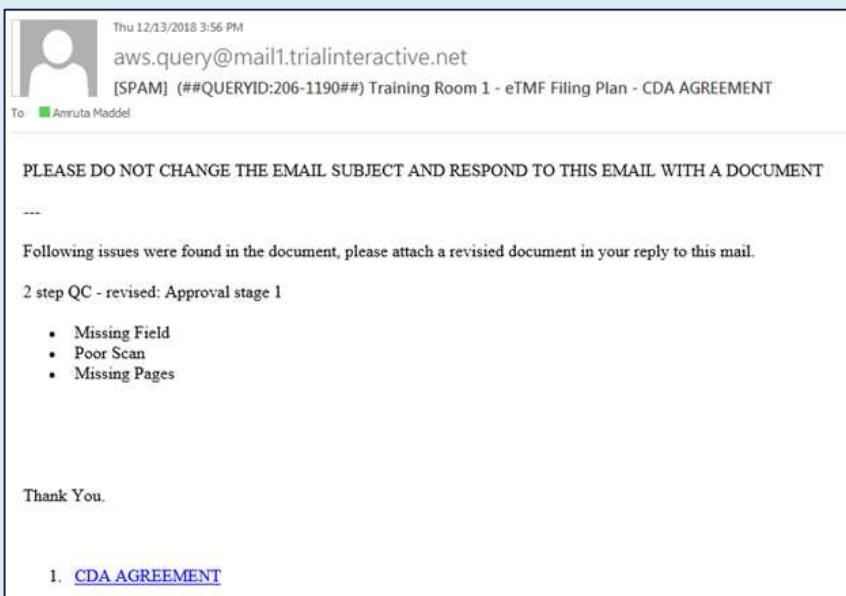 Thu 12/13/2018 3:56 PM
aws.query@mail1.trialinteractive.net
[SPAM] (##QUERYID:206-1190##) Training Room 1 - eTMF Filing Plan - CDA AGREEMENT
To Amruta Maddel
PLEASE DO NOT CHANGE THE EMAIL SUBJECT AND RESPOND TO THIS EMAIL WITH A DOCUMENT
---
Following issues were found in the document, please attach a revisied document in your reply to this mail.
2 step QC - revised: Approval stage 1
• Missing Field
• Poor Scan
• Missing Pages
Thank You.
1. CDA AGREEMENT